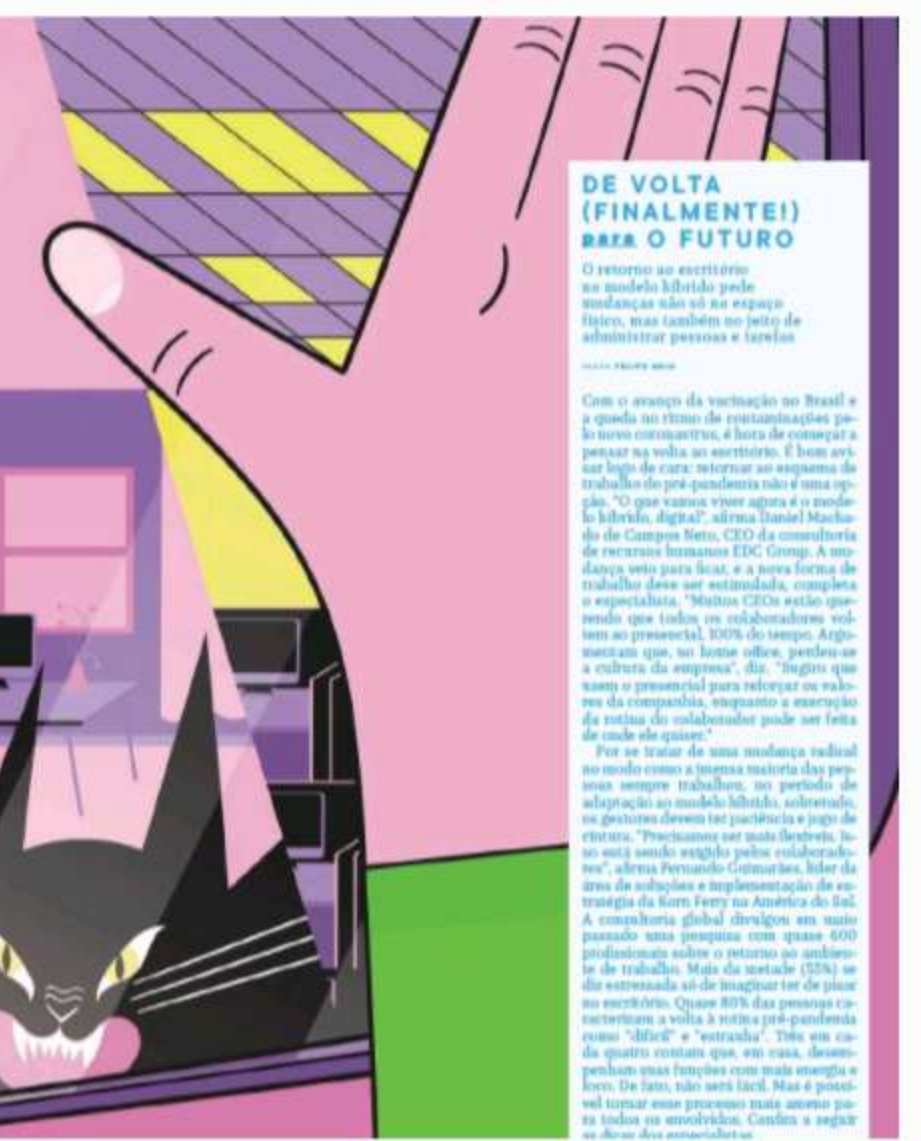 DE VOLTA
(FINALMENTE!)
para O FUTURO
O retorno ao escritório
no modelo híbrido pede
mudanças não só no espaço
físico, mas também no jeito de
administrar pessoas e tarefas
Com o avanço da vacinação no Brasil e
a queda no ritmo de contaminações pe-
lo novo coronavírus, é hora de começar a
pensar na volta ao escritório. É bom avi-
sar logo de cara: retornar ao esquema de
trabalho do pré-pandemia não é uma op-
ção. "O que vamos viver agora é o mode-
lo híbrido, digital", afirma Daniel Macha-
do de Campos Neto, CEO da consultoria
de recursos humanos EDC Group. A mu-
dança veio para ficar, e a nova forma de
trabalho deve ser estimulada, completa
o especialista. "Muitos CEOs estão que-
rendo que todos os colaboradores vol-
tem ao presencial, 100% do tempo. Argu-
mentam que, no home office, perdeu-se
a cultura da empresa", diz. "Sugiro que
usem o presencial para reforçar os valo-
res da companhia, enquanto a execução
da rotina do colaborador pode ser feita
de onde ele quiser."
Por se tratar de uma mudança radical
no modo como a imensa maioria das pes-
soas sempre trabalhou, no período de
adaptação ao modelo híbrido, sobretudo,
os gestores devem ter paciência e jogo de
cintura. "Precisamos ser mais flexíveis. Is-
so está sendo exigido pelos colaborado-
res", afirma Fernando Guimarães, líder da
área de soluções e implementação de es-
tratégia da Korn Ferry na América do Sul.
A consultoria global divulgou em maio
passado uma pesquisa com quase 600
profissionais sobre o retorno ao ambien-
te de trabalho. Mais da metade (55%) se
diz estressada só de imaginar ter de pisar
no escritório. Quase 80% das pessoas ca-
racterizam a volta à rotina pré-pandemia
como "difícil" e "estranha". Três em ca-
da quatro contam que, em casa, desem-
penham suas funções com mais energia e
foco. De fato, não será fácil. Mas é possí-
vel tornar esse processo mais ameno pa-
ra todos os envolvidos. Confira a seguir
as dicas dos especialistas